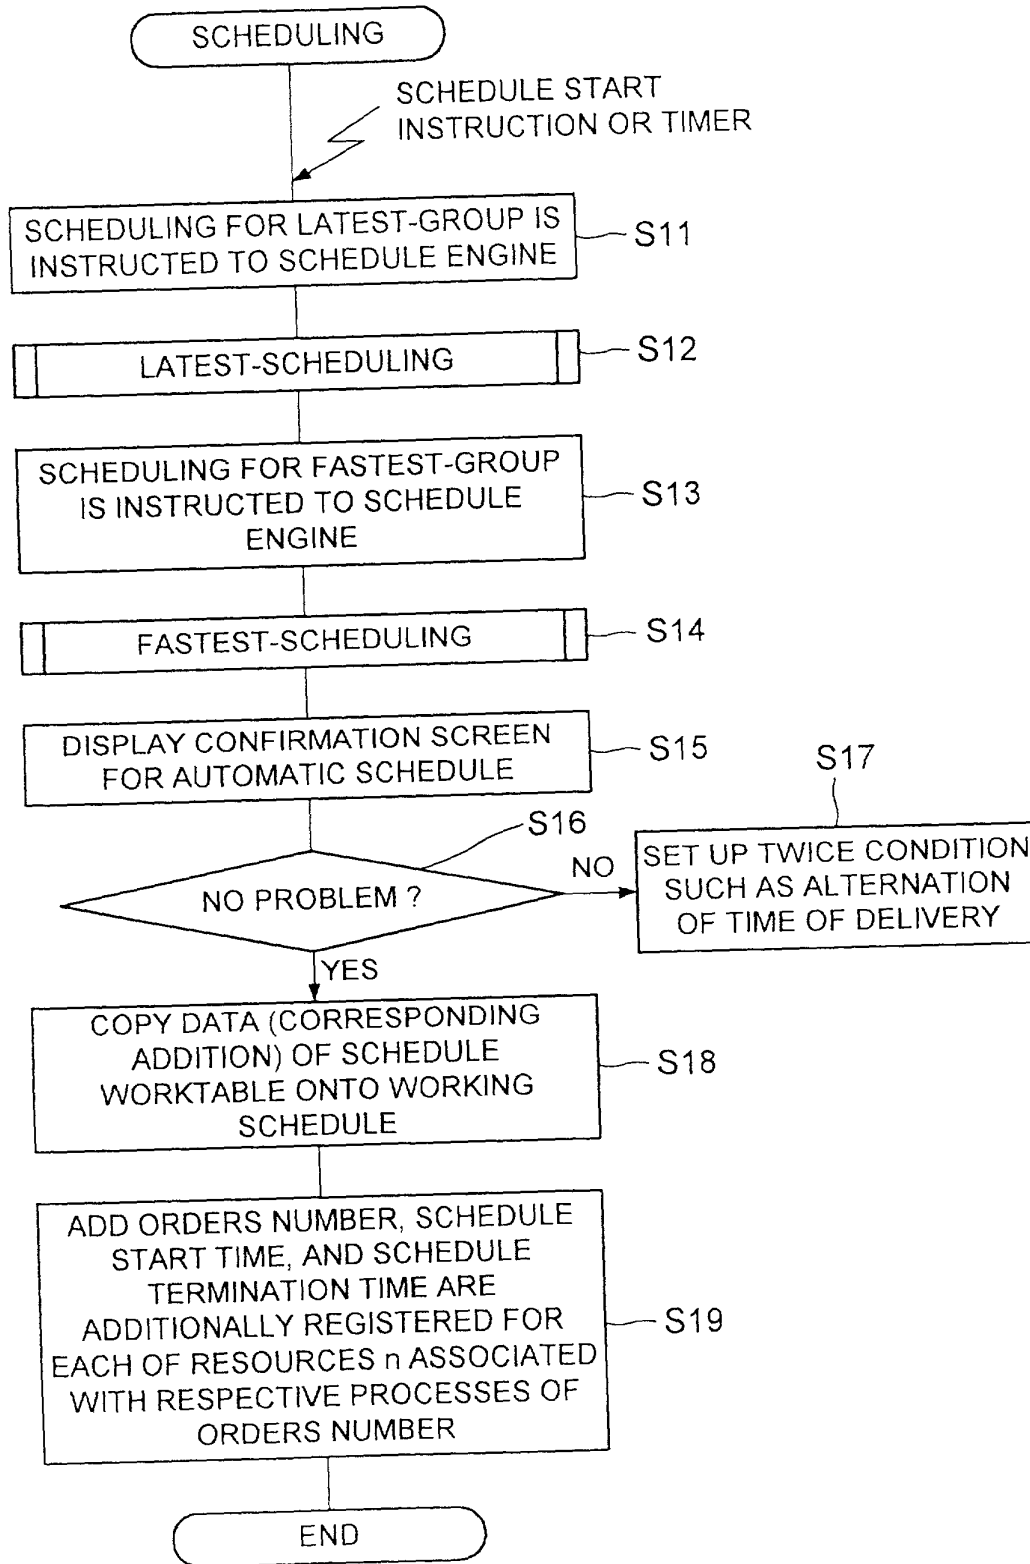 SCHEDULING
SCHEDULE START
INSTRUCTION OR TIMER
SCHEDULING FOR LATEST-GROUP IS
INSTRUCTED TO SCHEDULE ENGINE
S11
LATEST-SCHEDULING
S12
SCHEDULING FOR FASTEST-GROUP
IS INSTRUCTED TO SCHEDULE
ENGINE
S13
FASTEST-SCHEDULING
S14
DISPLAY CONFIRMATION SCREEN
FOR AUTOMATIC SCHEDULE
S15
NO PROBLEM ?
S16
NO
S17
SET UP TWICE CONDITION
SUCH AS ALTERNATION
OF TIME OF DELIVERY
YES
COPY DATA (CORRESPONDING
ADDITION) OF SCHEDULE
WORKTABLE ONTO WORKING
SCHEDULE
S18
ADD ORDERS NUMBER, SCHEDULE
START TIME, AND SCHEDULE
TERMINATION TIME ARE
ADDITIONALLY REGISTERED FOR
EACH OF RESOURCES n ASSOCIATED
WITH RESPECTIVE PROCESSES OF
ORDERS NUMBER
S19
END